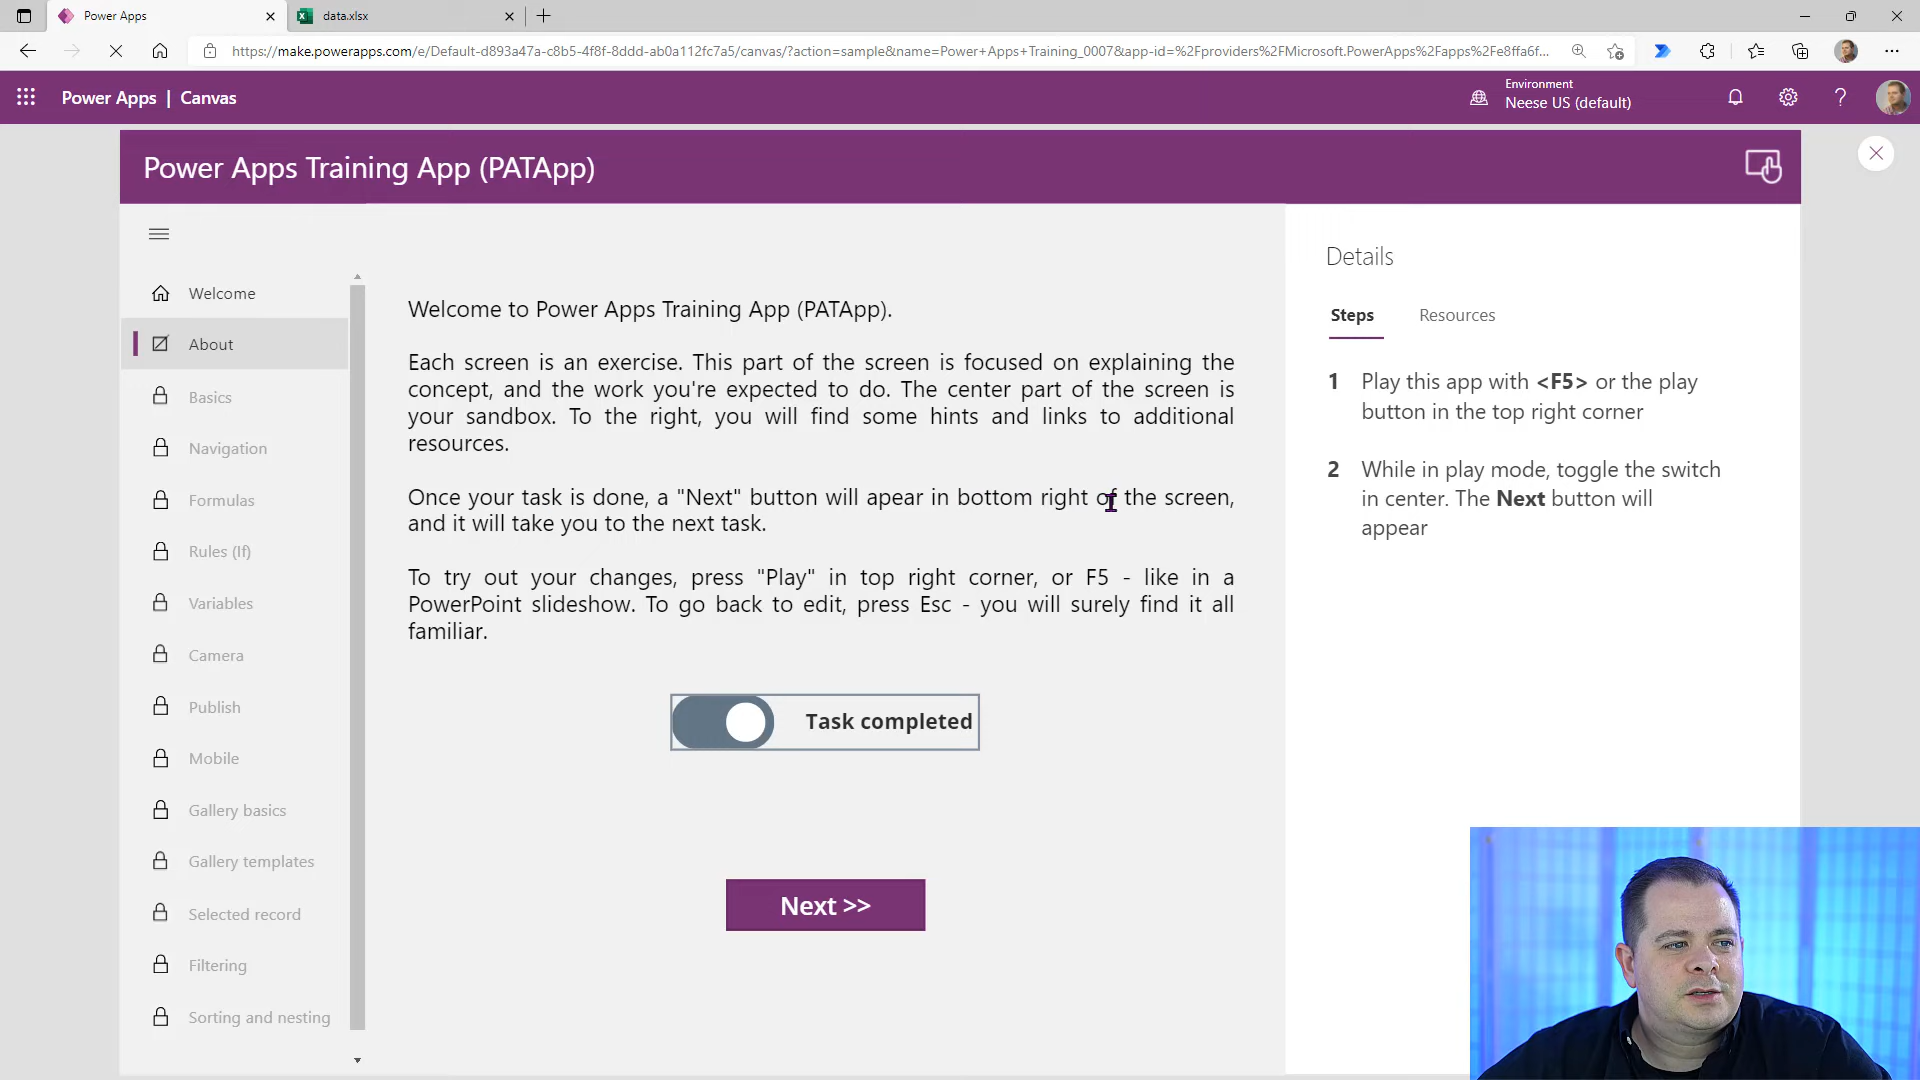 Power Apps
data.xlsx
https://make.powerapps.com/e/Default-d893a47a-c8b5-4f8f-8ddd-ab0a112fc7a5/canvas/?action=sample&name=Power+Apps+Training_0007&app-id=%2Fproviders%2FMicrosoft.PowerApps%2Fapps%2Fe8ffa6f...
Power Apps | Canvas
Environment
Neese US (default)
Power Apps Training App (PATApp)
Welcome
About
Basics
Navigation
Formulas
Rules (If)
Variables
Camera
Publish
Mobile
Gallery basics
Gallery templates
Selected record
Filtering
Sorting and nesting
Welcome to Power Apps Training App (PATApp).
Each screen is an exercise. This part of the screen is focused on explaining the
concept, and the work you're expected to do. The center part of the screen is
your sandbox. To the right, you will find some hints and links to additional
resources.
Once your task is done, a "Next" button will apear in bottom right of the screen,
and it will take you to the next task.
To try out your changes, press "Play" in top right corner, or F5 - like in a
PowerPoint slideshow. To go back to edit, press Esc - you will surely find it all
familiar.
Task completed
Next >>
Details
Steps
Resources
1 Play this app with <F5> or the play
button in the top right corner
2 While in play mode, toggle the switch
in center. The Next button will
appear